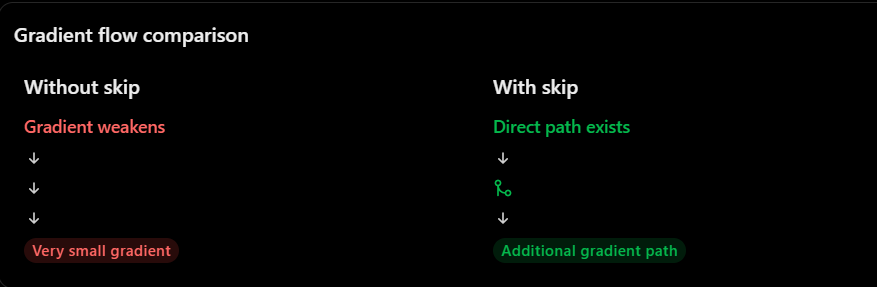 Gradient flow comparison
Without skip
Gradient weakens
↓
↓
↓
Very small gradient
With skip
Direct path exists
↓
↓
Additional gradient path